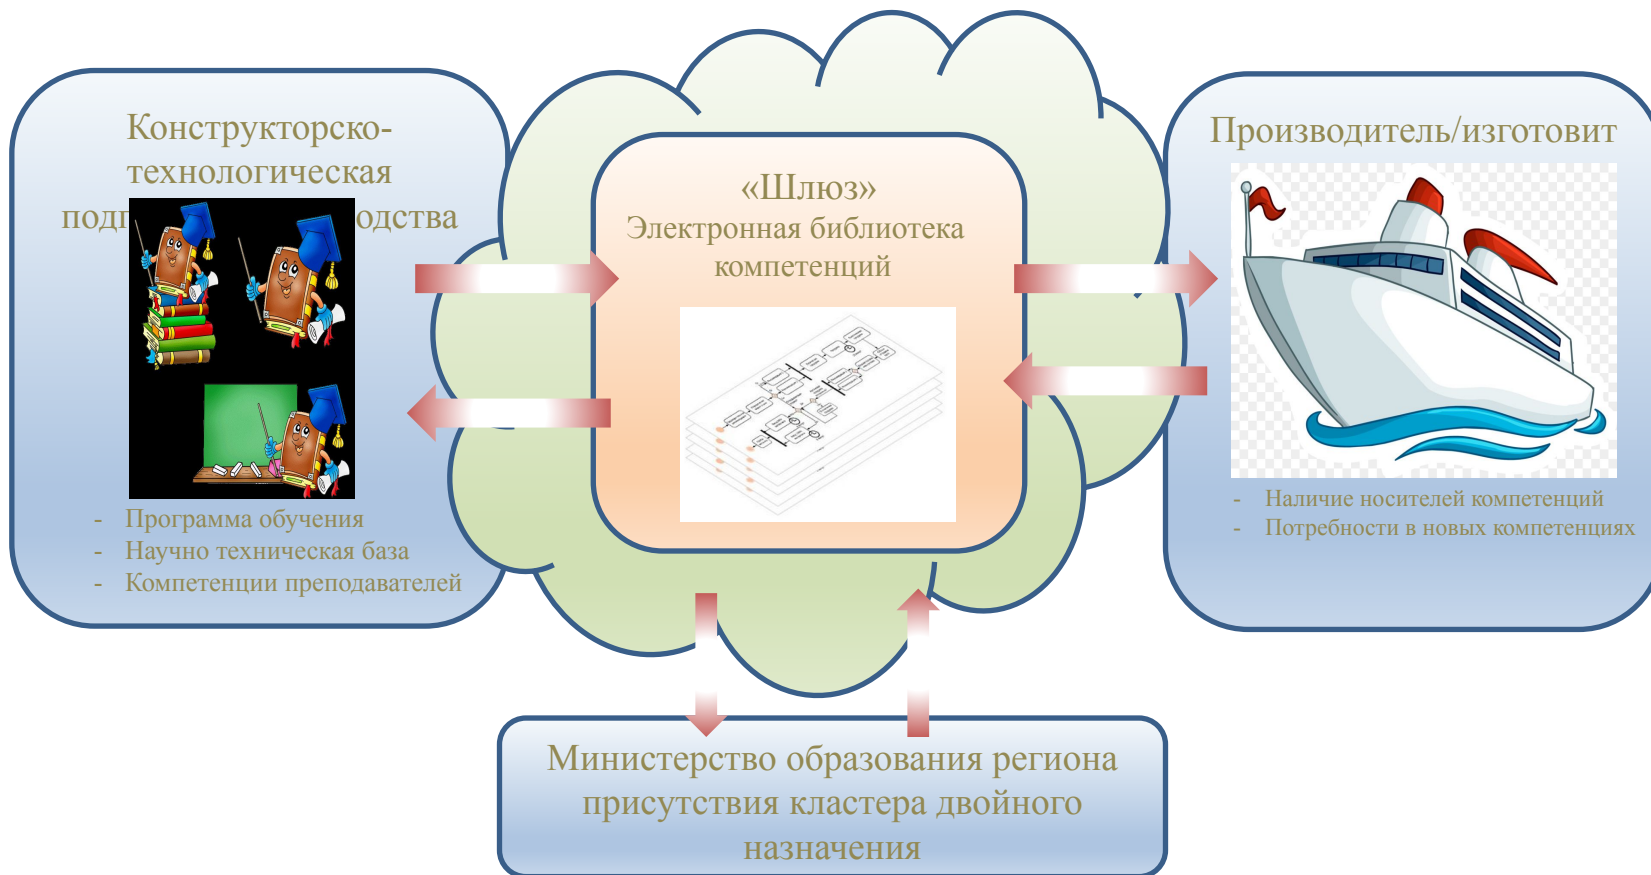 Конструкторско-
технологическая
одства
- Программа обучения
- Научно техническая база
- Компетенции преподавателей
«Шлюз»
Электронная библиотека
компетенций
Производитель/изготовит
- Наличие носителей компетенций
- Потребности в новых компетенциях
Министерство образования региона
присутствия кластера двойного
назначения